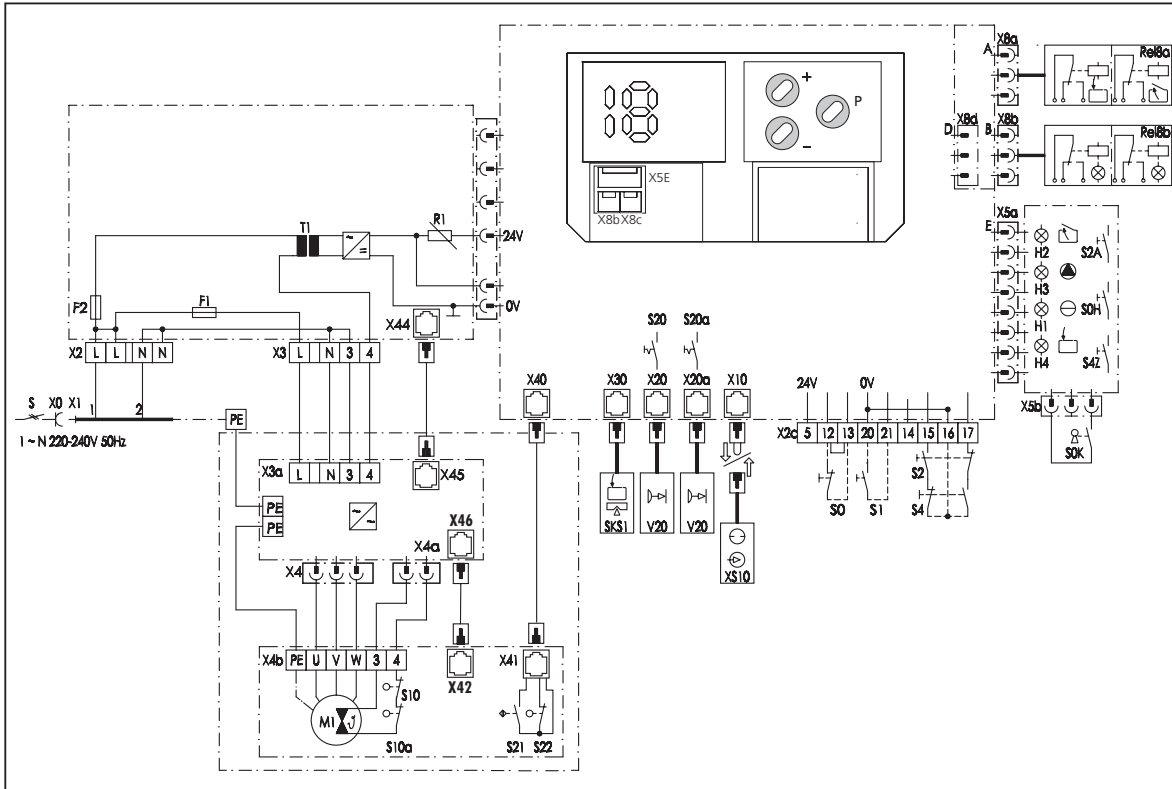 X8a
A
Rel8a
+
P
−
X5E
X8b X8c
X8d
D
B
X8b
Rel8b
X5a
E
H2
S2A
H3
S0H
H1
H4
S4Z
X5b
S0K
T1
R1
24V
0V
F2
F1
X44
X2 L L N N
X3 L N 3 4
S X0 X1 1 2
1 ~ N 220-240V 50Hz
PE
X3a L N 3 4
X45
PE
PE
X46
X4
X4a
X4b PE U V W 3 4
X42
X41
M1
S10
S10a
S21 S22
X40
S20 S20a
X30 X20 X20a X10
SKS1 V20 V20
XS10
24V 0V
X2c 5 12 13 20 21 14 15 16 17
S2
S0 S1 S4